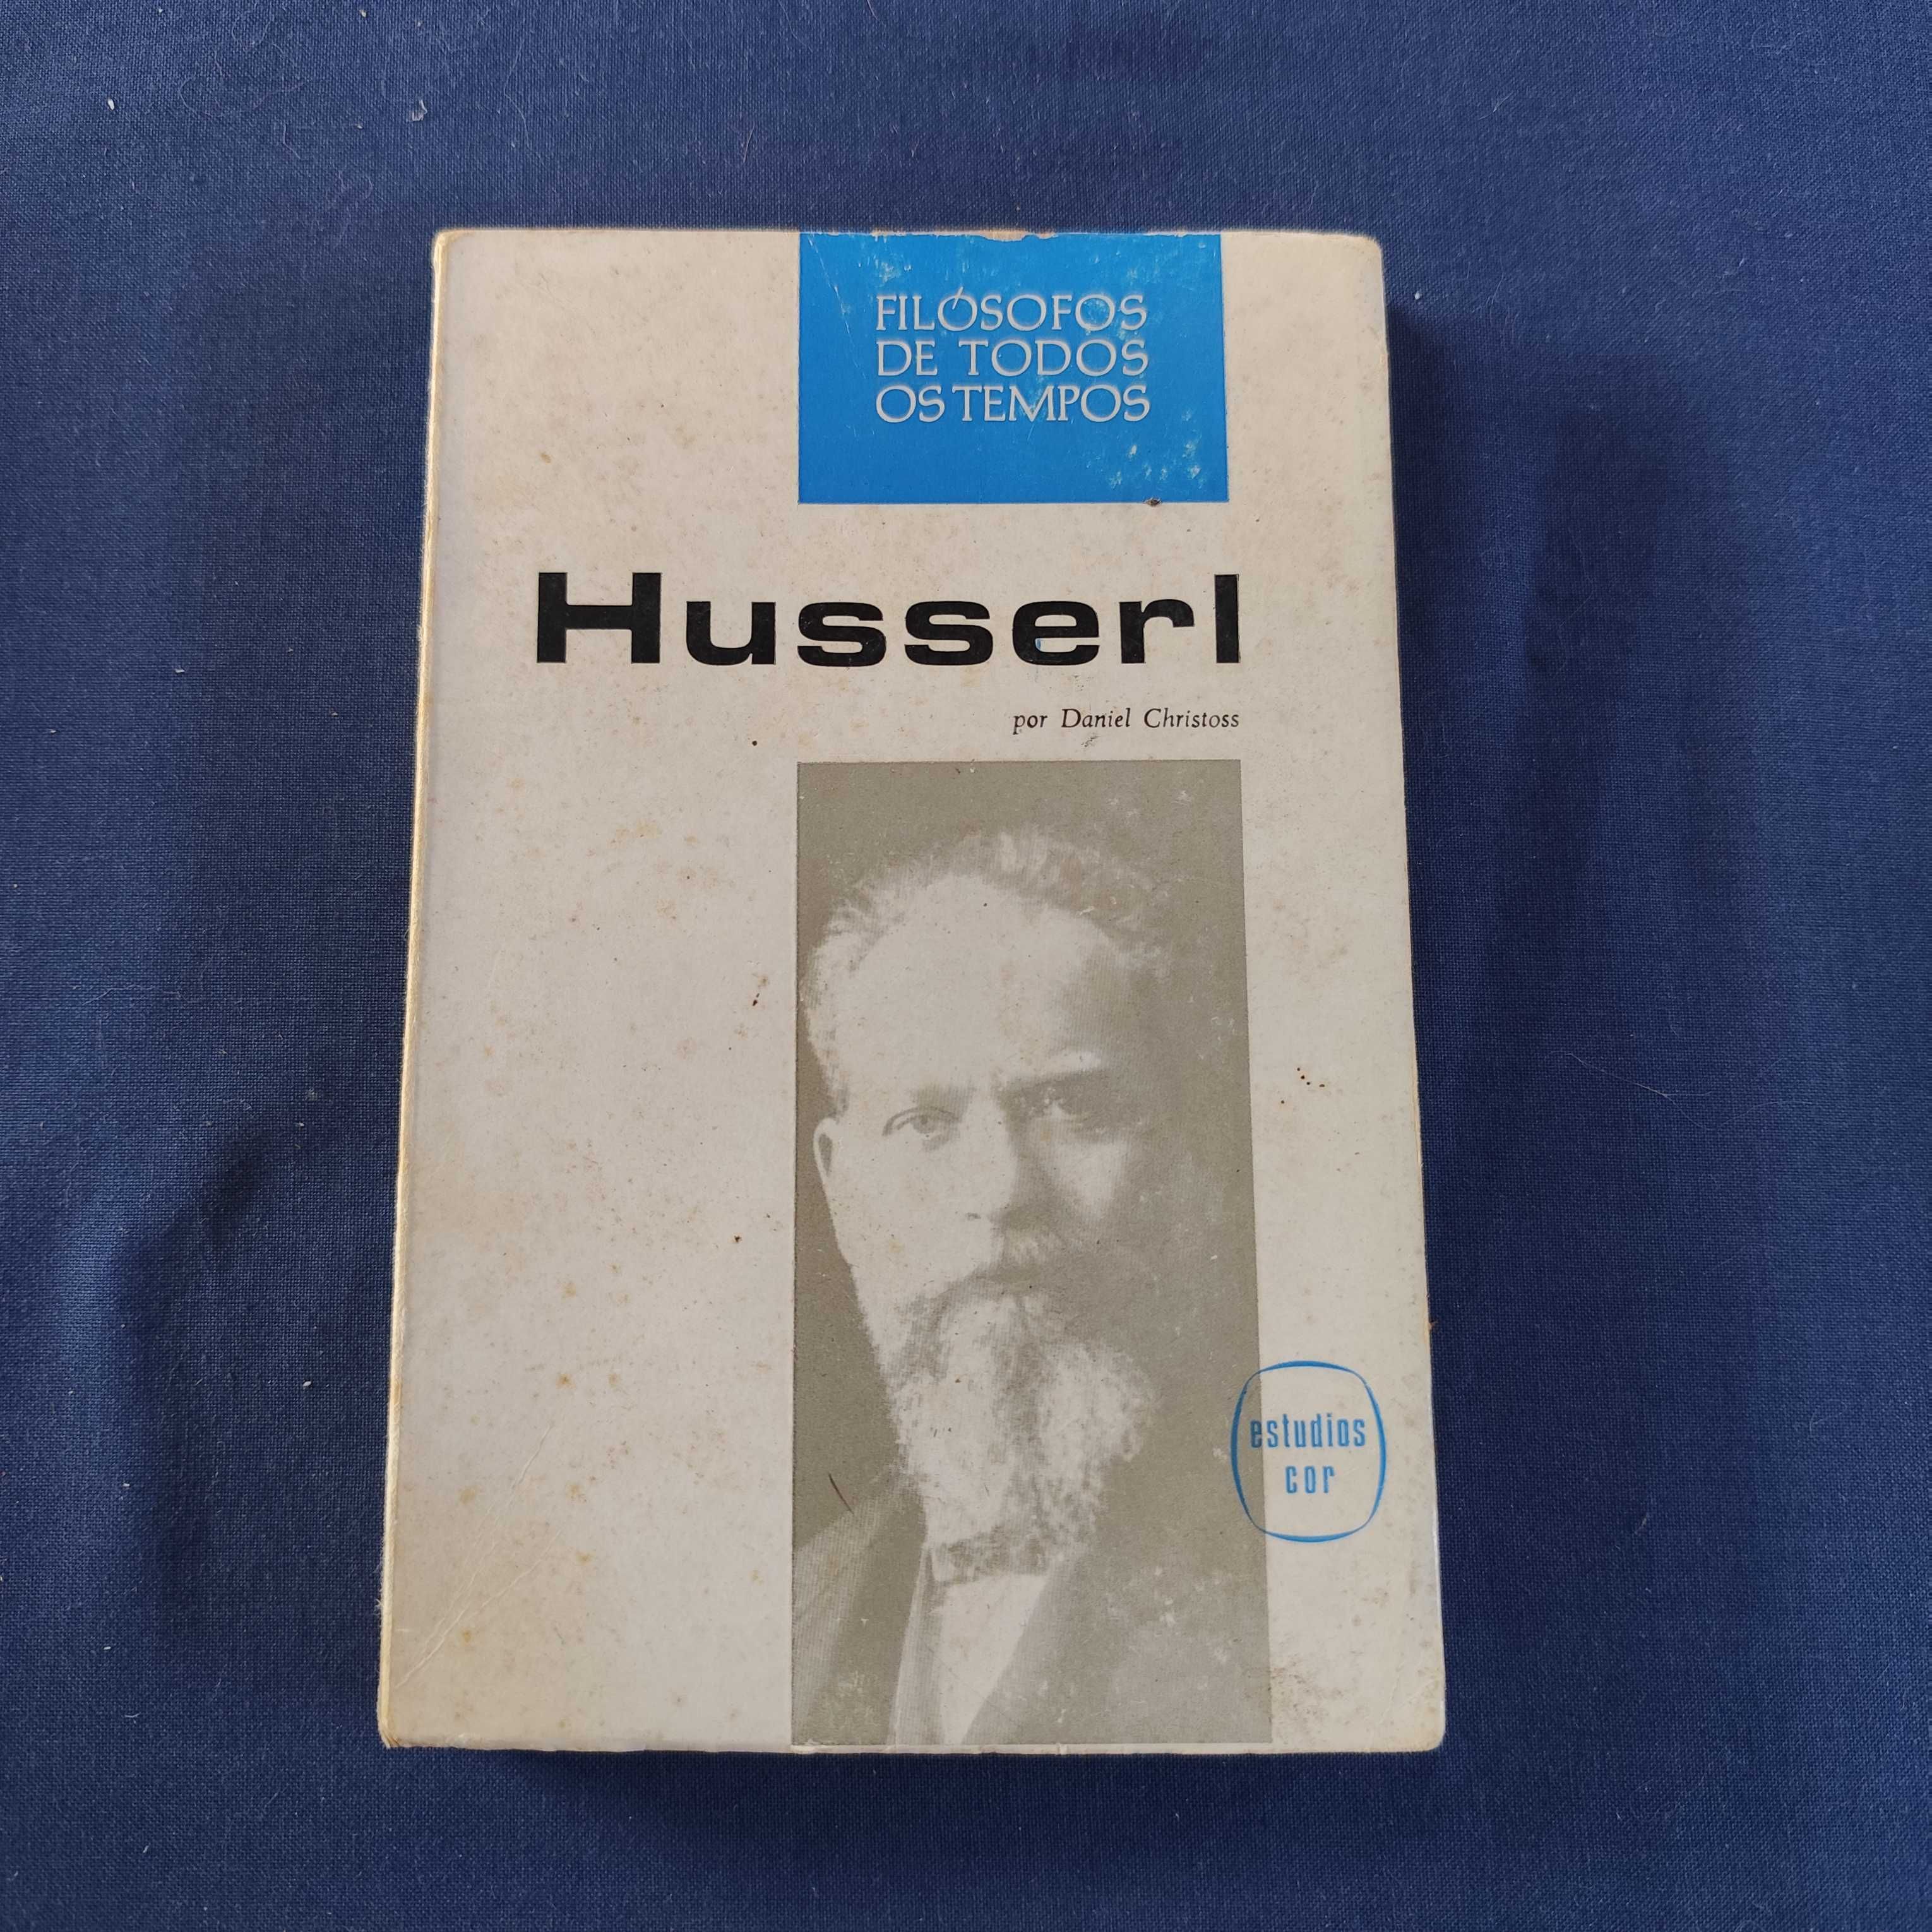 FILÓSOFOS
DE TODOS
OS TEMPOS
Husserl
por Daniel Christoss
estudios
cor